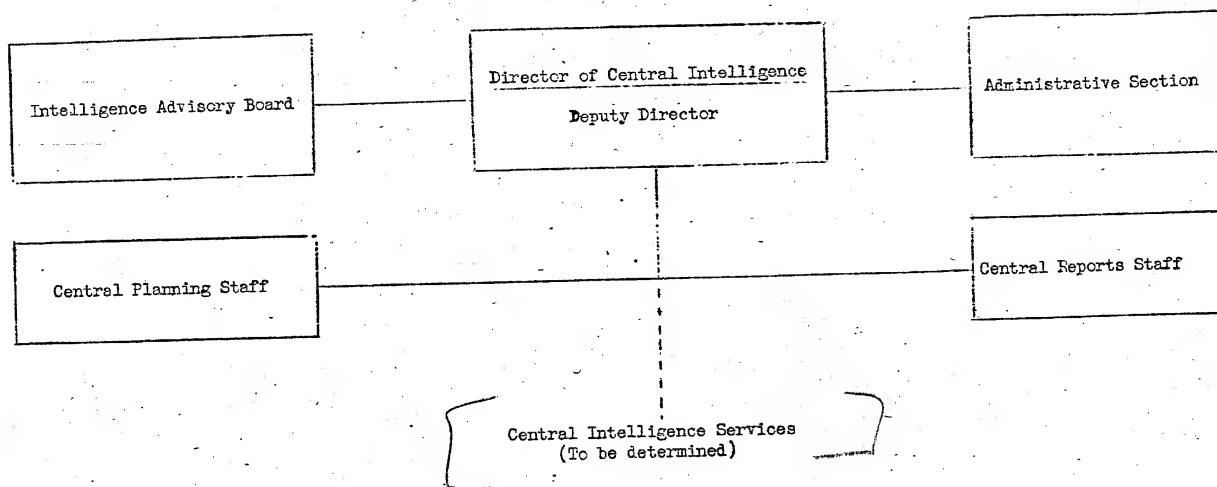 Intelligence Advisory Board
Director of Central Intelligence
Deputy Director
Administrative Section
Central Planning Staff
Central Reports Staff
Central Intelligence Services
(To be determined)